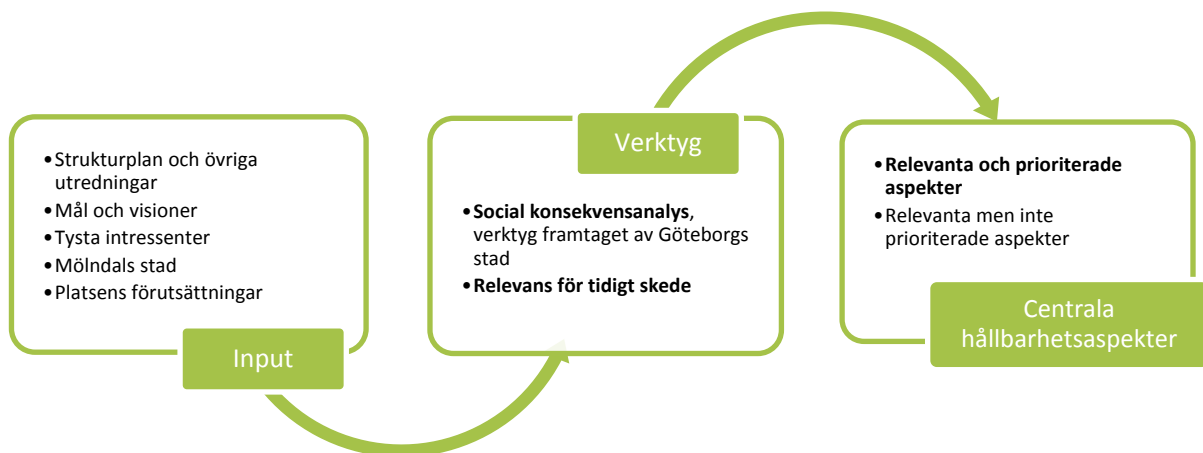 •Strukturplan och övriga
utredningar
•Mål och visioner
•Tysta intressenter
•Mölndals stad
•Platsens förutsättningar
Input
Verktyg
•Social konsekvensanalys,
verktyg framtaget av Göteborgs
stad
•Relevans för tidigt skede
•Relevanta och prioriterade
aspekter
•Relevanta men inte
prioriterade aspekter
Centrala
hållbarhetsaspekter